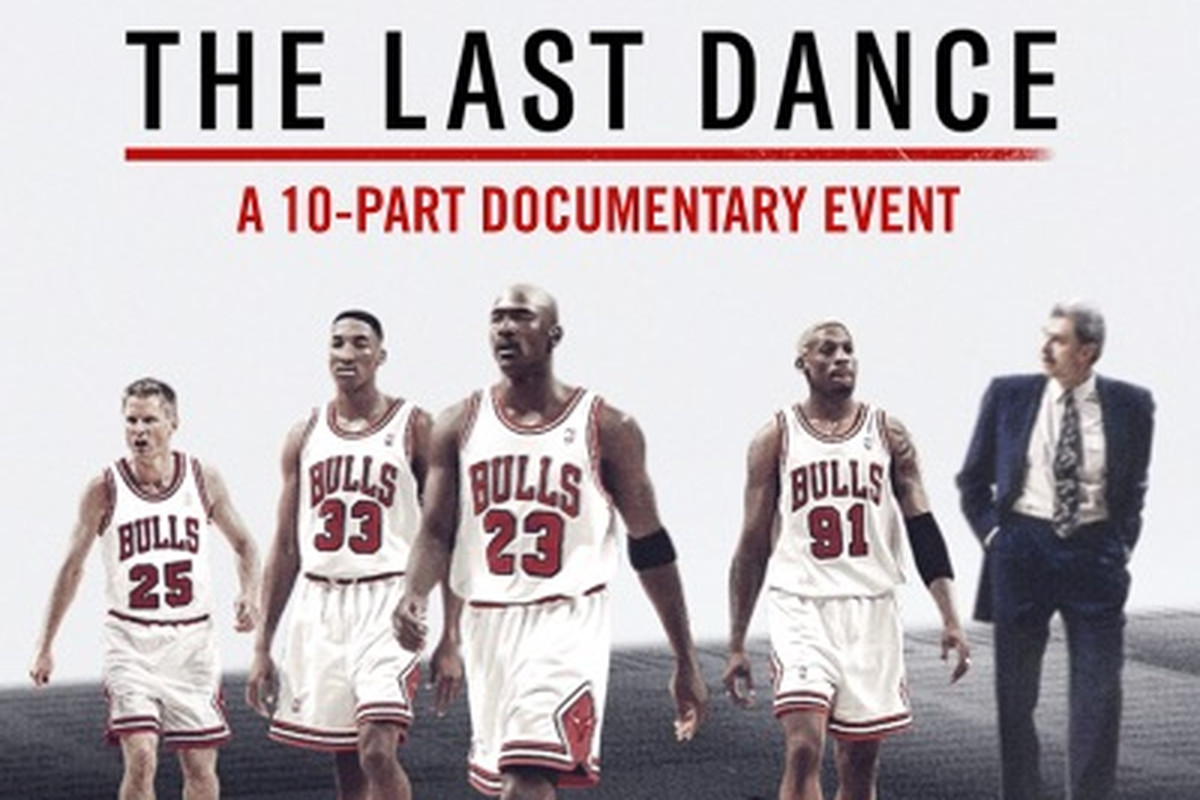 THE LAST DANCE
A 10-PART DOCUMENTARY EVENT
BULLS
25
BULLS
33
BULLS
23
BULLS
91